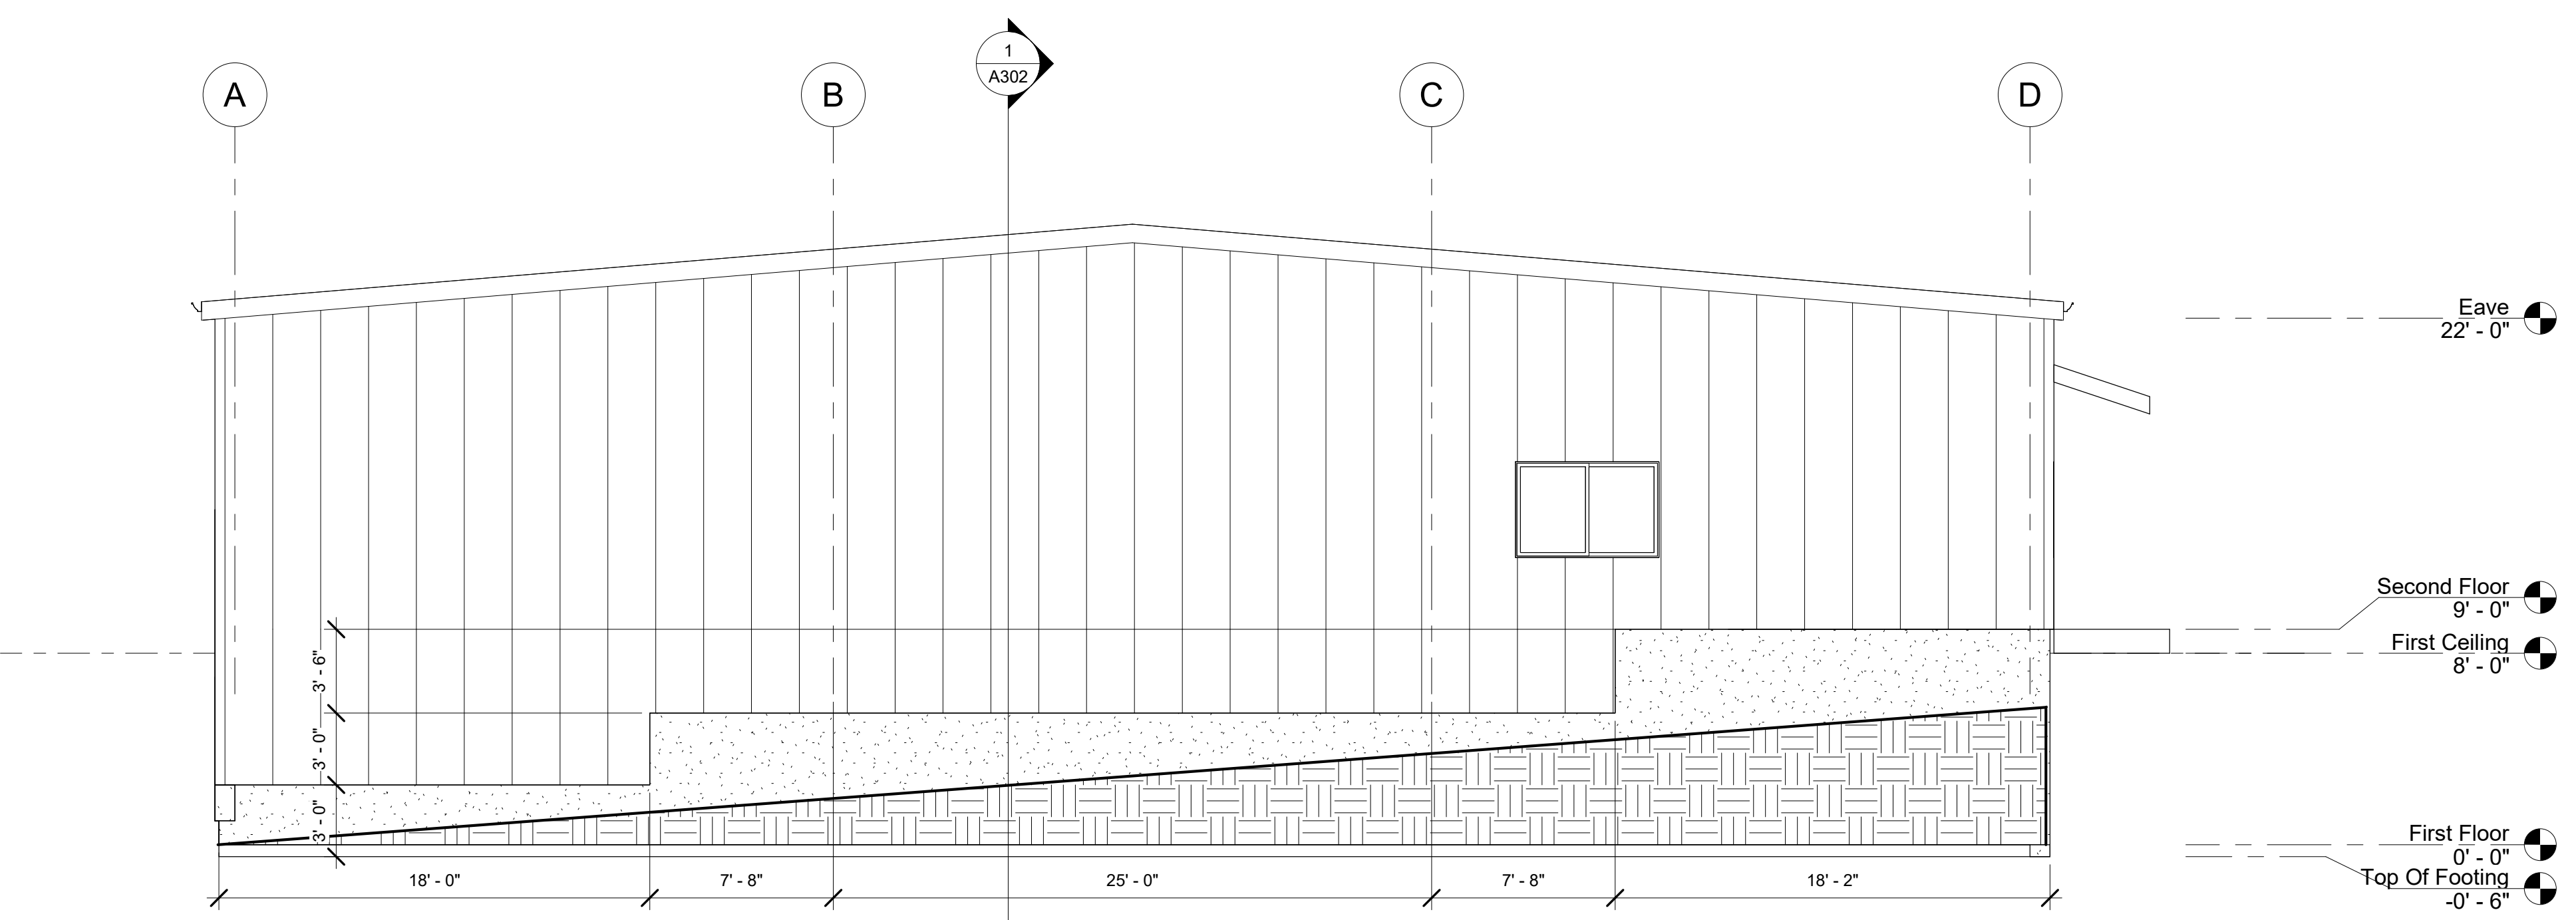 1
A302
A
B
C
D
Eave
22' - 0"
Second Floor
9' - 0"
First Ceiling
8' - 0"
3' - 6"
3' - 0"
3' - 0"
First Floor
0' - 0"
Top Of Footing
-0' - 6"
18' - 0"
7' - 8"
25' - 0"
7' - 8"
18' - 2"